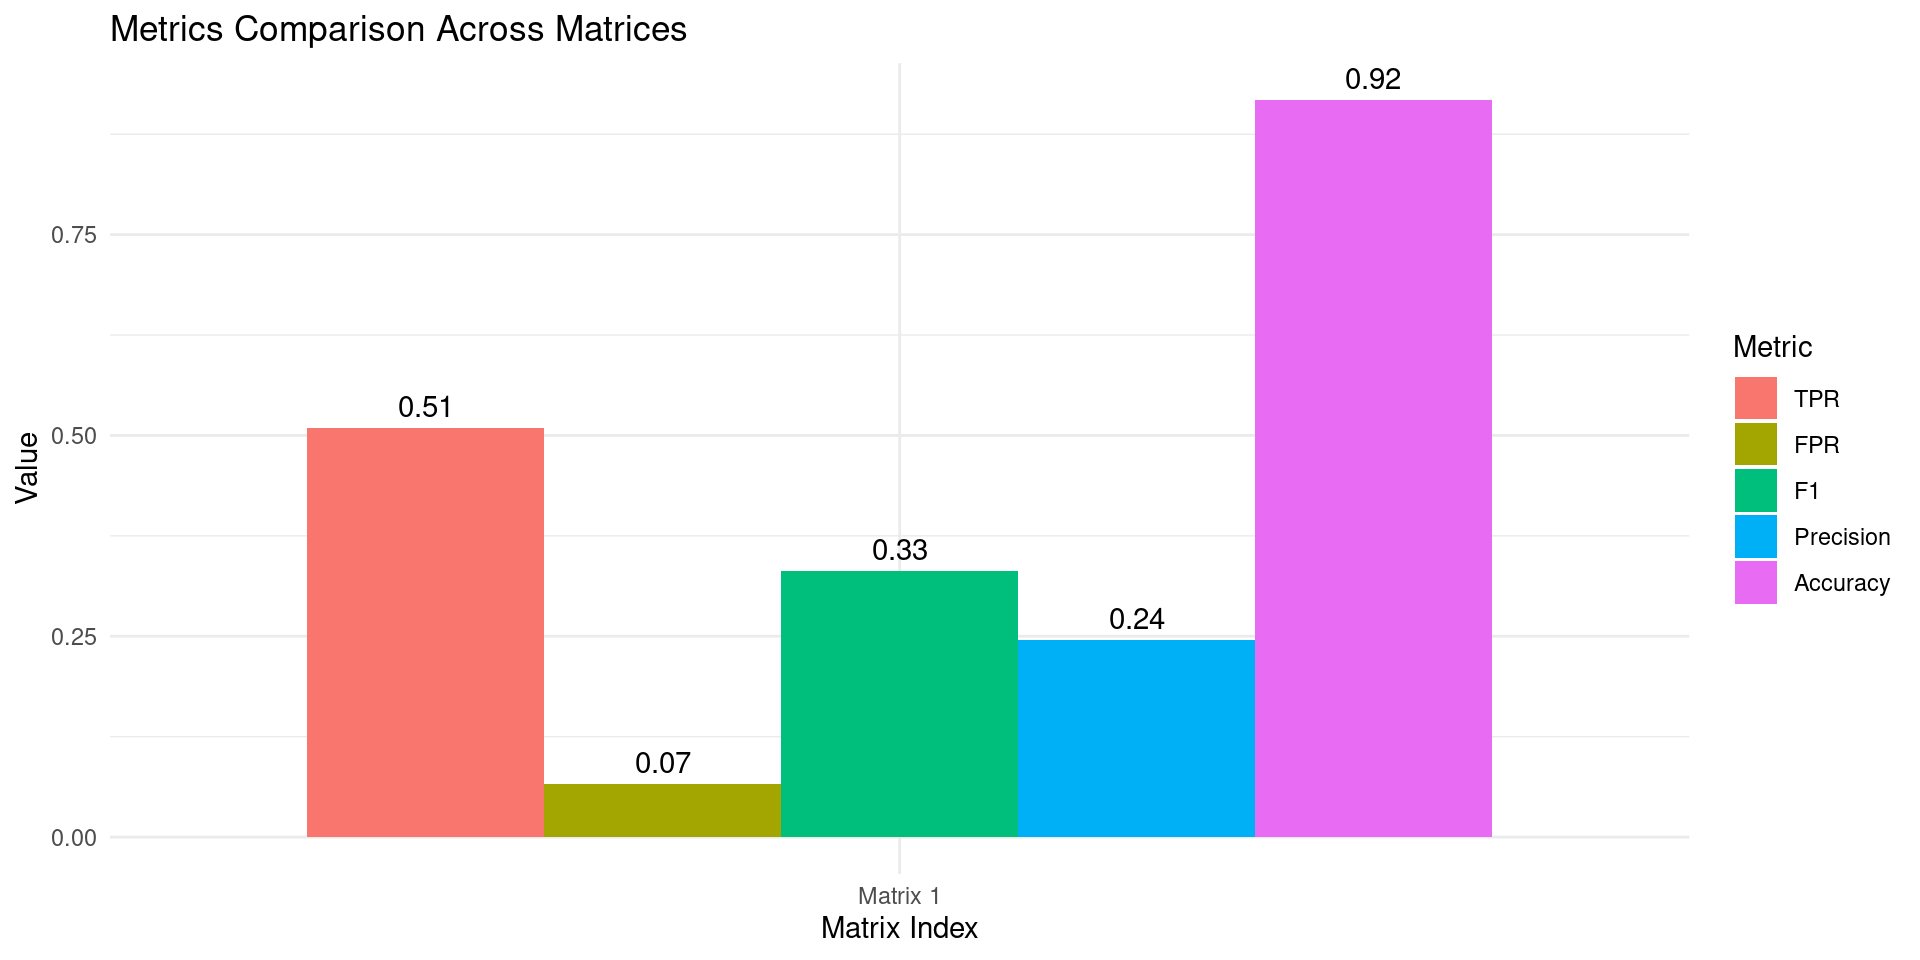 Metrics Comparison Across Matrices
0.92
0.75
0.51
0.50
0.33
0.24
0.25
0.07
0.00
Value
Matrix 1
Matrix Index
Metric
TPR
FPR
F1
Precision
Accuracy